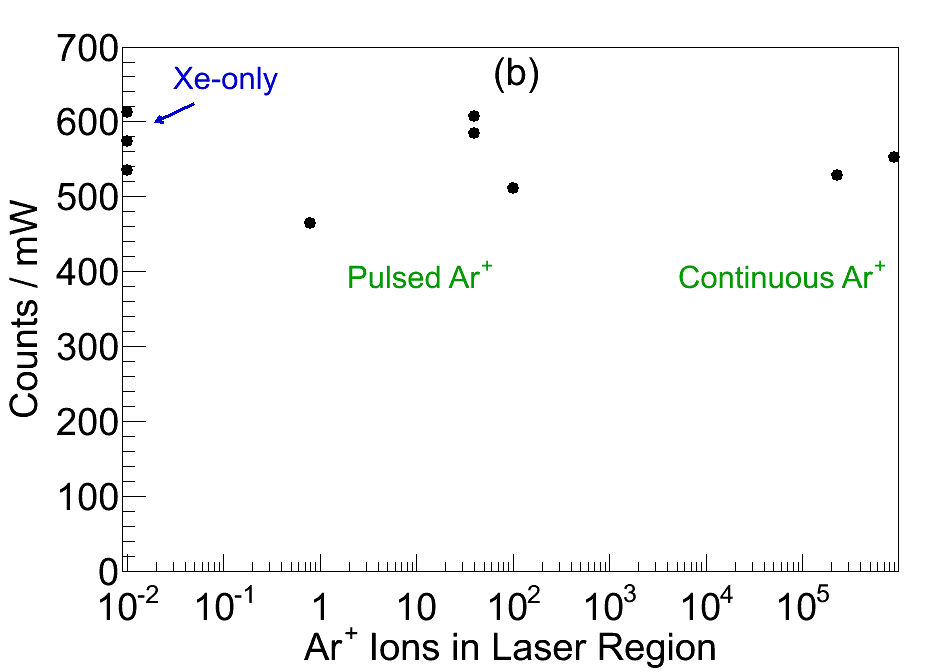 (b)
Xe-only
Pulsed Ar⁺
Continuous Ar⁺
Counts / mW
700
600
500
400
300
200
100
0
10⁻² 10⁻¹ 1 10 10² 10³ 10⁴ 10⁵
Ar⁺ Ions in Laser Region